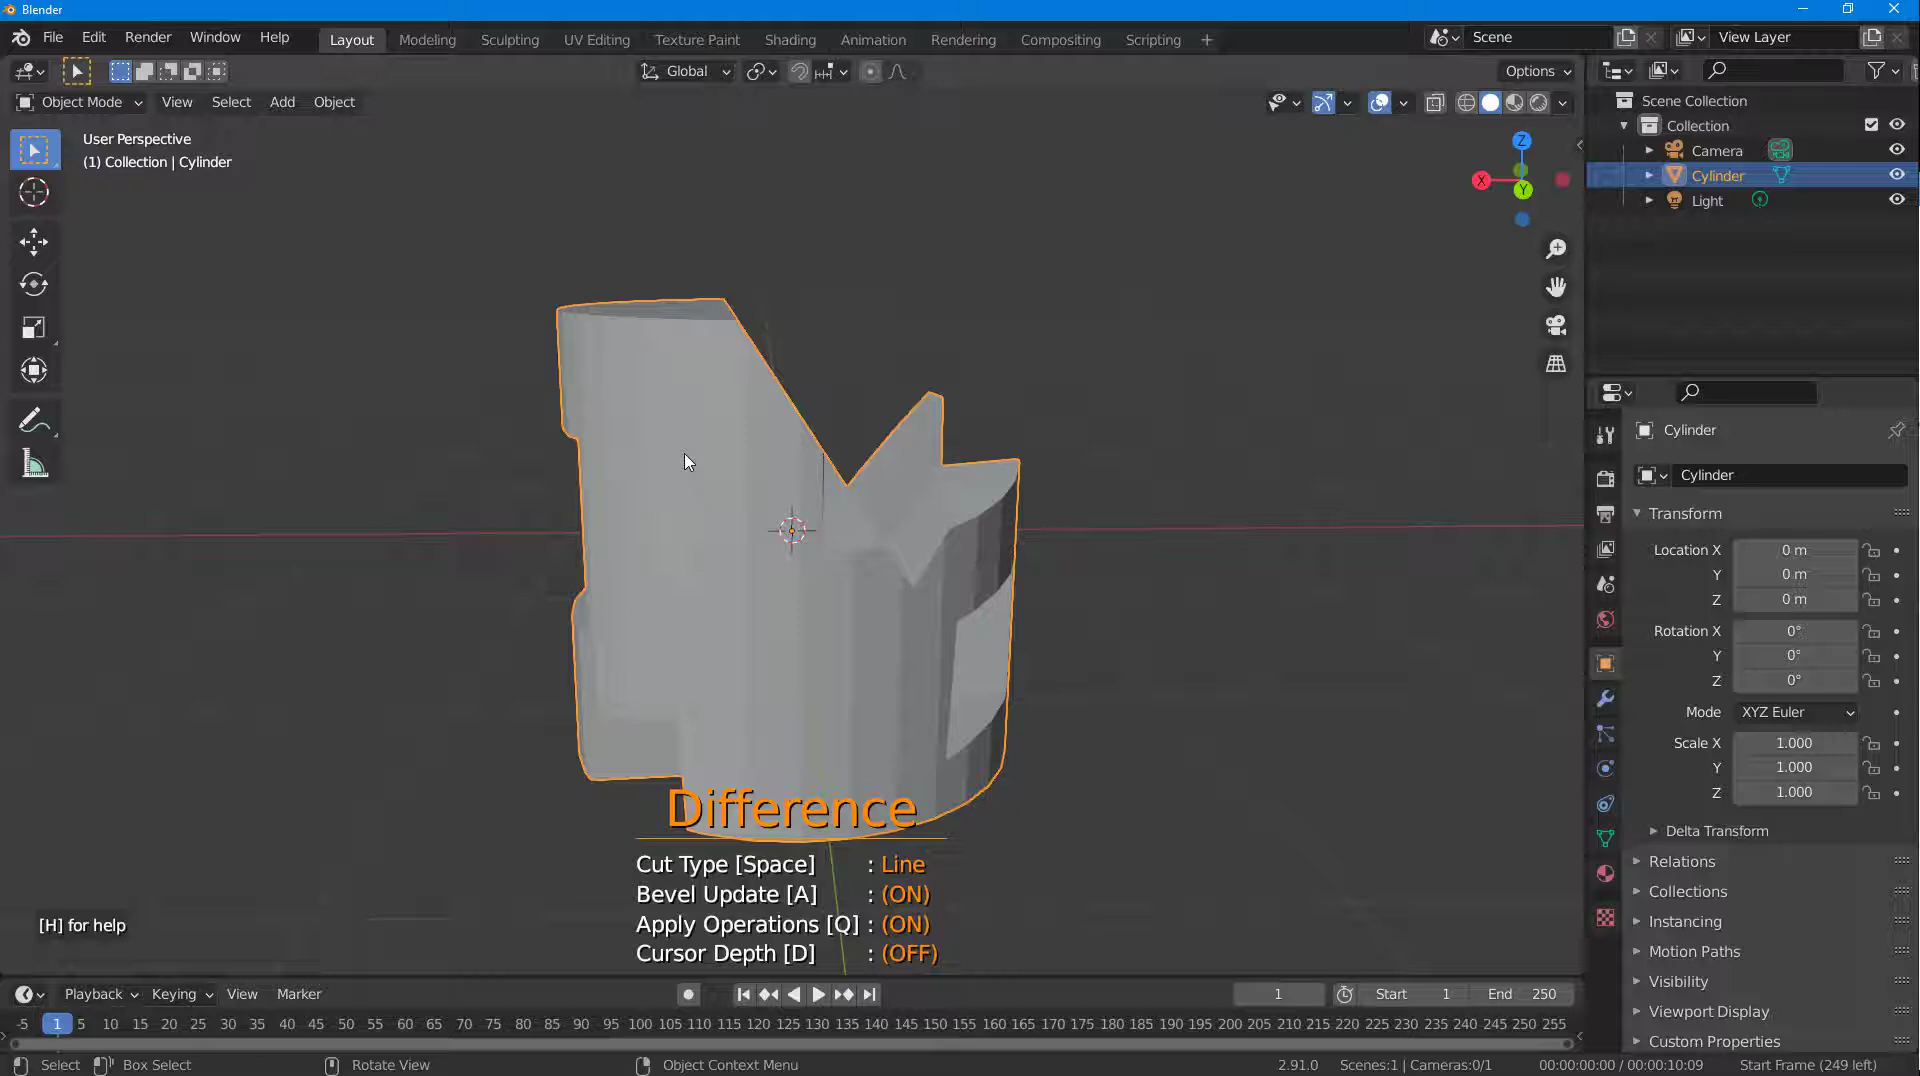 Blender
File Edit Render Window Help Layout Modeling Sculpting UV Editing Texture Paint Shading Animation Rendering Compositing Scripting + Scene View Layer
Global Options
Object Mode View Select Add Object
User Perspective
(1) Collection | Cylinder
Z
X
Y
Scene Collection
Collection
Camera
Cylinder
Light
Cylinder
Cylinder
Transform
Location X 0 m
Y 0 m
Z 0 m
Rotation X 0°
Y 0°
Z 0°
Mode XYZ Euler
Scale X 1.000
Y 1.000
Z 1.000
Delta Transform
Relations
Collections
Instancing
Motion Paths
Visibility
Viewport Display
Custom Properties
Difference
Cut Type [Space] : Line
Bevel Update [A] : (ON)
Apply Operations [Q] : (ON)
Cursor Depth [D] : (OFF)
[H] for help
Playback Keying View Marker 1 Start 1 End 250
-5 1 5 10 15 20 25 30 35 40 45 50 55 60 65 70 75 80 85 90 95 100 105 110 115 120 125 130 135 140 145 150 155 160 165 170 175 180 185 190 195 200 205 210 215 220 225 230 235 240 245 250 255
Select Box Select Rotate View Object Context Menu 2.91.0 Scenes:1 | Cameras:0/1 00:00:00:00 / 00:00:10:09 Start Frame (249 left)